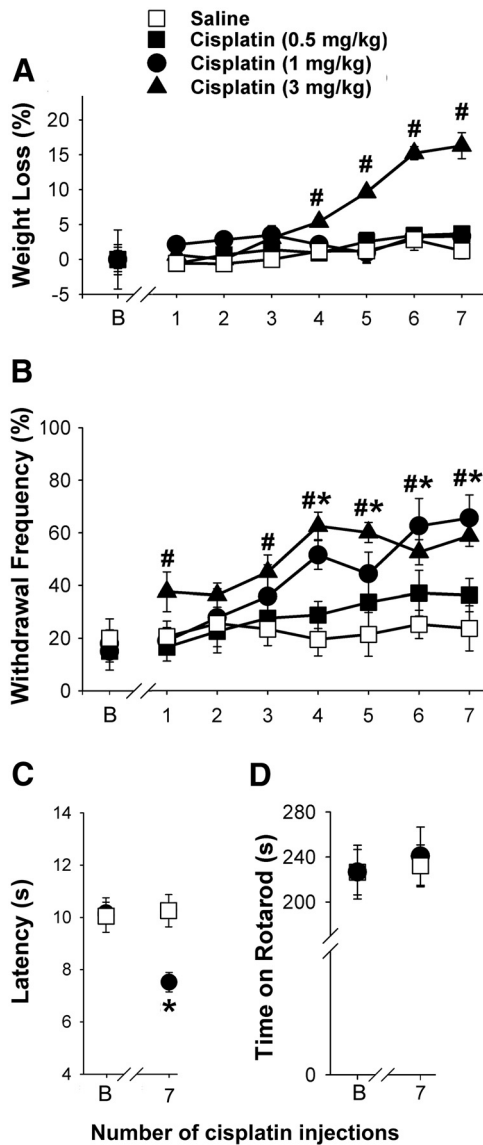 Saline
Cisplatin (0.5 mg/kg)
Cisplatin (1 mg/kg)
Cisplatin (3 mg/kg)
A
Weight Loss (%)
20
15
10
5
0
-5
# # # #
B 1 2 3 4 5 6 7
B
Withdrawal Frequency (%)
100
80
60
40
20
0
# # #* #* #* #*
B 1 2 3 4 5 6 7
C
Latency (s)
14
12
10
8
6
4
*
B 7
D
Time on Rotarod (s)
280
240
200
0
B 7
Number of cisplatin injections